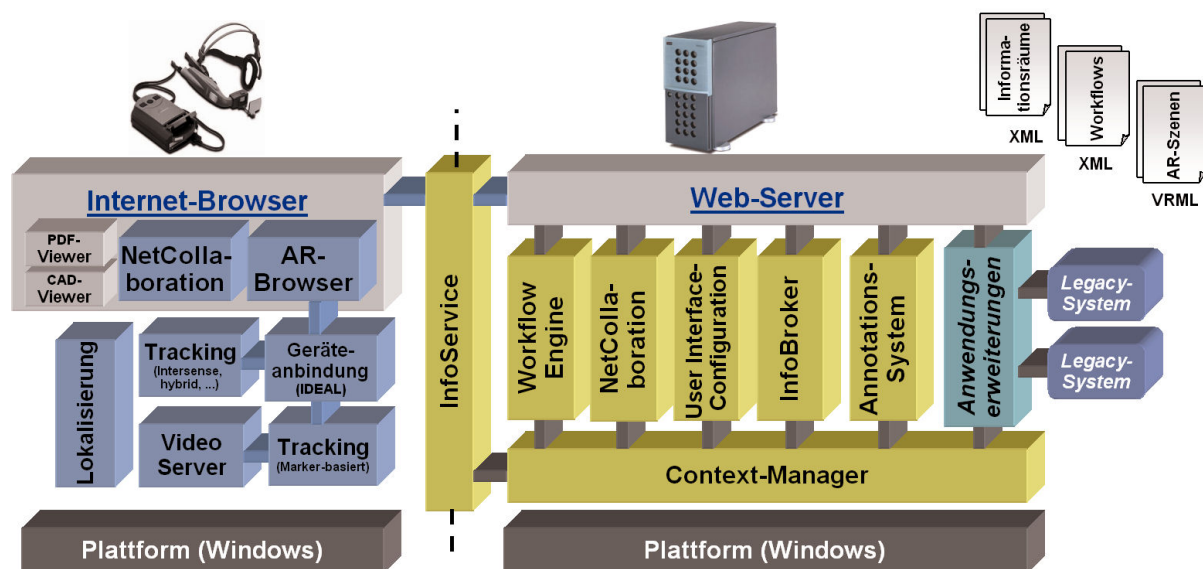 Informa-
tionsräume
XML
Workflows
XML
AR-Szenen
VRML
Internet-Browser
PDF-
Viewer
CAD-
Viewer
NetColla-
boration
AR-
Browser
Lokalisierung
Tracking
(Intersense,
hybrid, ...)
Geräte-
anbindung
(IDEAL)
Video
Server
Tracking
(Marker-basiert)
Plattform (Windows)
InfoService
Web-Server
Workflow
Engine
NetColla-
boration
User Interface-
Configuration
InfoBroker
Annotations-
System
Anwendungs-
erweiterungen
Legacy-
System
Legacy-
System
Context-Manager
Plattform (Windows)